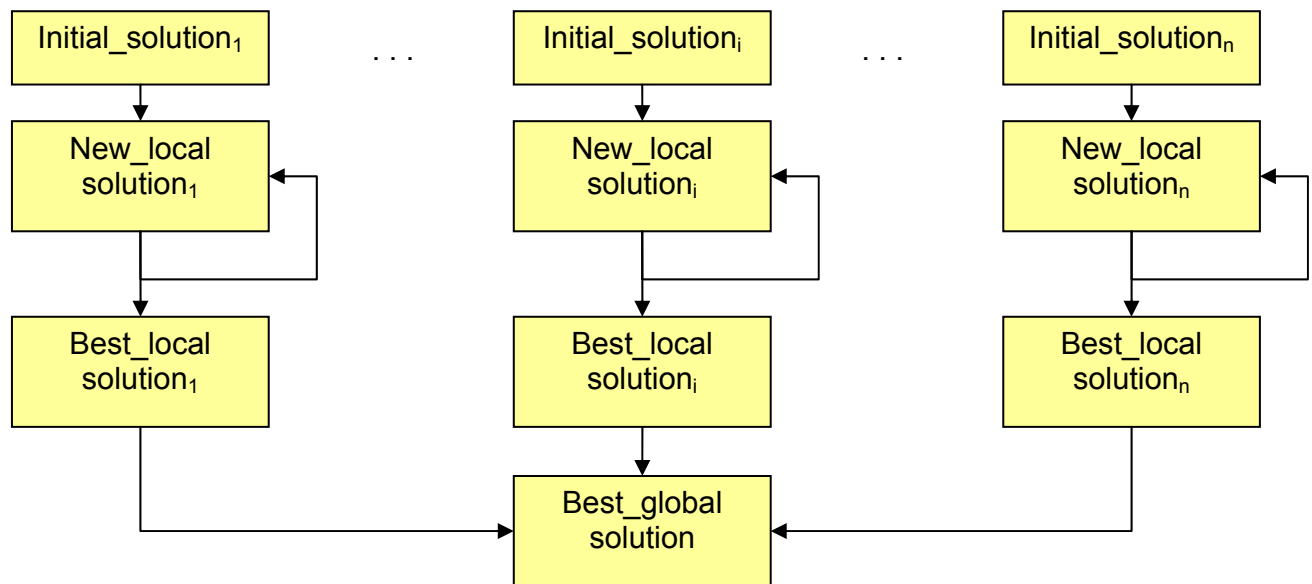 Initial_solution₁ . . . Initial_solutionᵢ . . . Initial_solutionₙ
New_local
solution₁
New_local
solutionᵢ
New_local
solutionₙ
Best_local
solution₁
Best_local
solutionᵢ
Best_local
solutionₙ
Best_global
solution